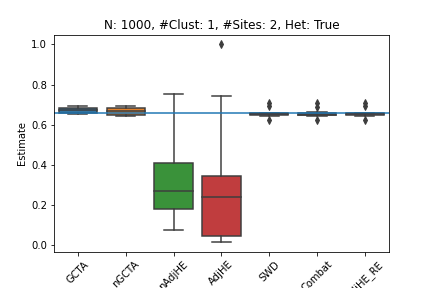 N: 1000, #Clust: 1, #Sites: 2, Het: True
Estimate
1.0
0.8
0.6
0.4
0.2
0.0
GCTA
nGCTA
nAdjHE
AdjHE
SWD
Combat